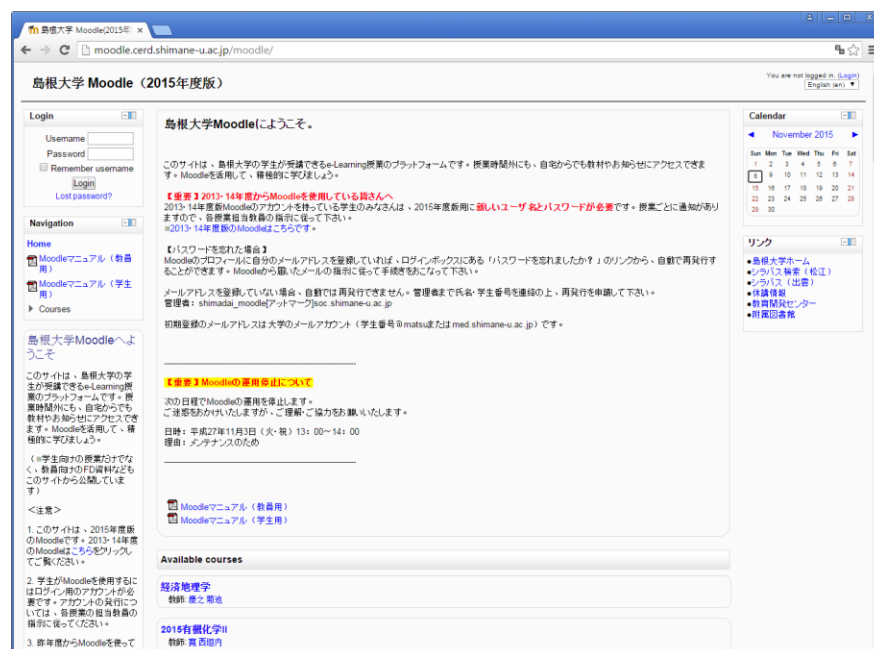 島根大学 Moodle(2015年
moodle.cerd.shimane-u.ac.jp/moodle/
島根大学 Moodle（2015年度版）
You are not logged in. (Login)
English (en)
Login
Username
Password
Remember username
Login
Lost password?
Navigation
Home
Moodleマニュアル（教員
用）
Moodleマニュアル（学生
用）
Courses
島根大学Moodleへよ
うこそ
このサイトは、島根大学の学
生が受講できるe-Learning授
業のプラットフォームです。授
業時間外にも、自宅からでも
教材やお知らせにアクセスでき
ます。Moodleを活用して、積
極的に学びましょう。
（※学生向けの授業だけでな
く、教員向けのFD資料なども
このサイトから公開していま
す）
<注意>
1. このサイトは、2015年度版
のMoodleです。2013・14年度
のMoodleはこちらをクリックし
てご覧ください。
2. 学生がMoodleを使用するに
はログイン用のアカウントが必
要です。アカウントの発行につ
いては、各授業の担当教員の
指示に従ってください。
3. 昨年度からMoodleを使って
島根大学Moodleにようこそ。
このサイトは、島根大学の学生が受講できるe-Learning授業のプラットフォームです。授業時間外にも、自宅からでも教材やお知らせにアクセスできま
す。Moodleを活用して、積極的に学びましょう。
【重要】2013・14年度からMoodleを使用している皆さんへ
2013・14年度版Moodleのアカウントを持っている学生のみなさんは、2015年度版用に新しいユーザ名とパスワードが必要です。授業ごとに通知があり
ますので、各授業担当教員の指示に従って下さい。
※2013・14年度版のMoodleはこちらです。
【パスワードを忘れた場合】
Moodleのプロフィールに自分のメールアドレスを登録していれば、ログインボックスにある「パスワードを忘れましたか？」のリンクから、自動で再発行す
ることができます。Moodleから届いたメールの指示に従って手続きをおこなって下さい。
メールアドレスを登録していない場合、自動では再発行できません。管理者まで氏名・学生番号を連絡の上、再発行を申請して下さい。
管理者：shimadai_moodle[アットマーク]soc.shimane-u.ac.jp
初期登録のメールアドレスは大学のメールアカウント（学生番号@matsuまたはmed.shimane-u.ac.jp）です。
【重要】Moodleの運用停止について
次の日程でMoodleの運用を停止します。
ご迷惑をおかけいたしますが、ご理解・ご協力をお願いいたします。
日時：平成27年11月3日（火・祝）13：00～14：00
理由：メンテナンスのため
Moodleマニュアル（教員用）
Moodleマニュアル（学生用）
Available courses
経済地理学
教師: 慶之 菊池
2015有機化学II
教師: 寛 西垣内
Calendar
November 2015
Sun Mon Tue Wed Thu Fri Sat
1 2 3 4 5 6 7
8 9 10 11 12 13 14
15 16 17 18 19 20 21
22 23 24 25 26 27 28
29 30
リンク
●島根大学ホーム
●シラバス検索（松江）
●シラバス（出雲）
●休講情報
●教育開発センター
●附属図書館